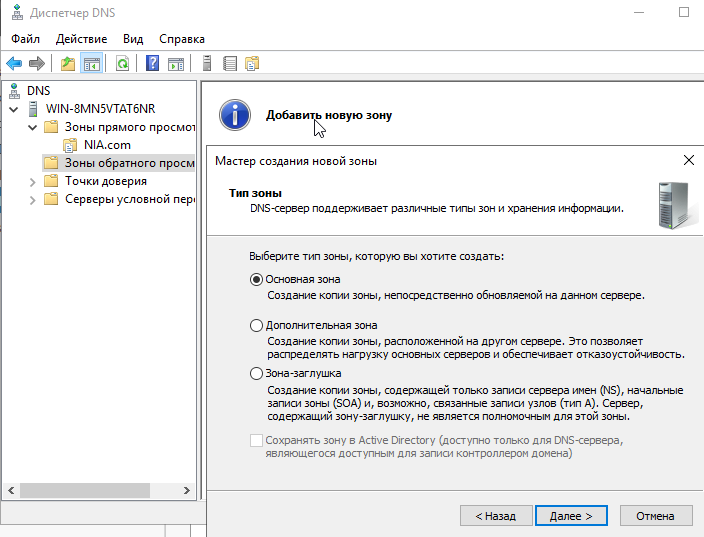 Диспетчер DNS
Файл Действие Вид Справка
DNS
WIN-8MN5VTAT6NR
Зоны прямого просмот
NIA.com
Зоны обратного просм
Точки доверия
Серверы условной пер
Добавить новую зону
Мастер создания новой зоны
Тип зоны
DNS-сервер поддерживает различные типы зон и хранения информации.
Выберите тип зоны, которую вы хотите создать:
Основная зона
Создание копии зоны, непосредственно обновляемой на данном сервере.
Дополнительная зона
Создание копии зоны, расположенной на другом сервере. Это позволяет
распределять нагрузку основных серверов и обеспечивает отказоустойчивость.
Зона-заглушка
Создание копии зоны, содержащей только записи сервера имен (NS), начальные
записи зоны (SOA) и, возможно, связанные записи узлов (тип A). Сервер,
содержащий зону-заглушку, не является полномочным для этой зоны.
Сохранять зону в Active Directory (доступно только для DNS-сервера,
являющегося доступным для записи контроллером домена)
< Назад Далее > Отмена